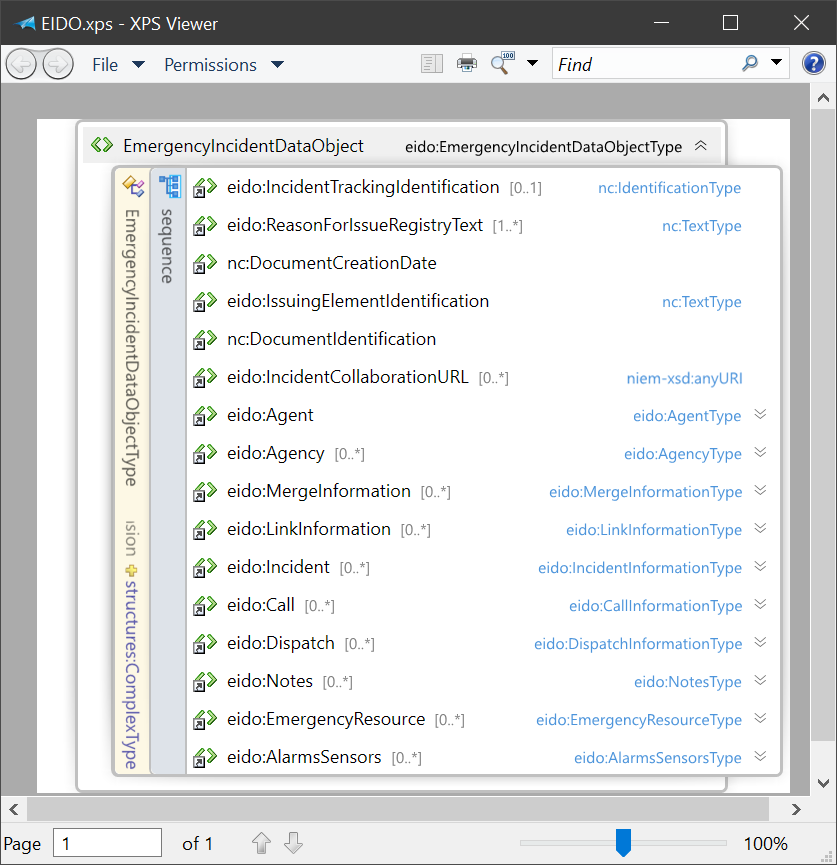 EIDO.xps - XPS Viewer
File Permissions 100 Find ?
EmergencyIncidentDataObject eido:EmergencyIncidentDataObjectType
EmergencyIncidentDataObjectType
structures:ComplexType
sequence
eido:IncidentTrackingIdentification [0..1] nc:IdentificationType
eido:ReasonForIssueRegistryText [1..*] nc:TextType
nc:DocumentCreationDate
eido:IssuingElementIdentification nc:TextType
nc:DocumentIdentification
eido:IncidentCollaborationURL [0..*] niem-xsd:anyURI
eido:Agent eido:AgentType
eido:Agency [0..*] eido:AgencyType
eido:MergeInformation [0..*] eido:MergeInformationType
eido:LinkInformation [0..*] eido:LinkInformationType
eido:Incident [0..*] eido:IncidentInformationType
eido:Call [0..*] eido:CallInformationType
eido:Dispatch [0..*] eido:DispatchInformationType
eido:Notes [0..*] eido:NotesType
eido:EmergencyResource [0..*] eido:EmergencyResourceType
eido:AlarmsSensors [0..*] eido:AlarmsSensorsType
Page 1 of 1 100%